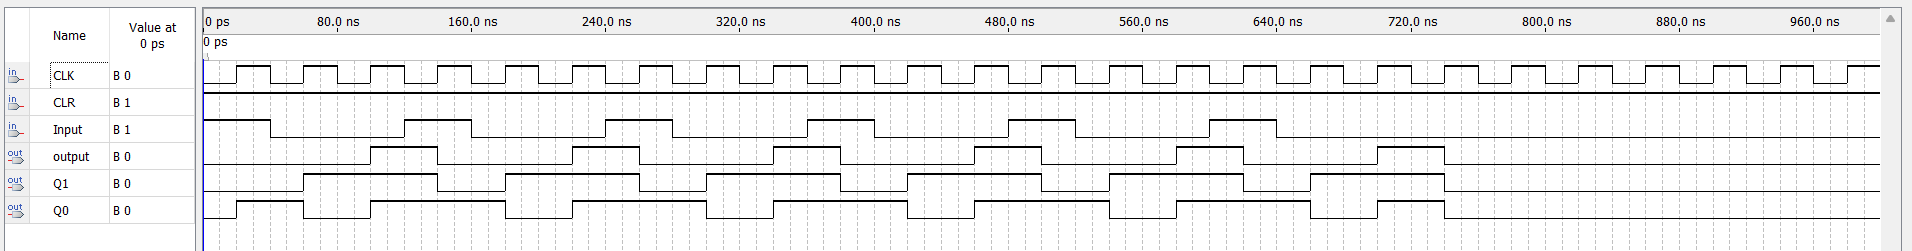 Name
Value at
0 ps
0 ps 80.0 ns 160.0 ns 240.0 ns 320.0 ns 400.0 ns 480.0 ns 560.0 ns 640.0 ns 720.0 ns 800.0 ns 880.0 ns 960.0 ns
0 ps
in CLK B 0
in CLR B 1
in Input B 1
out output B 0
out Q1 B 0
out Q0 B 0